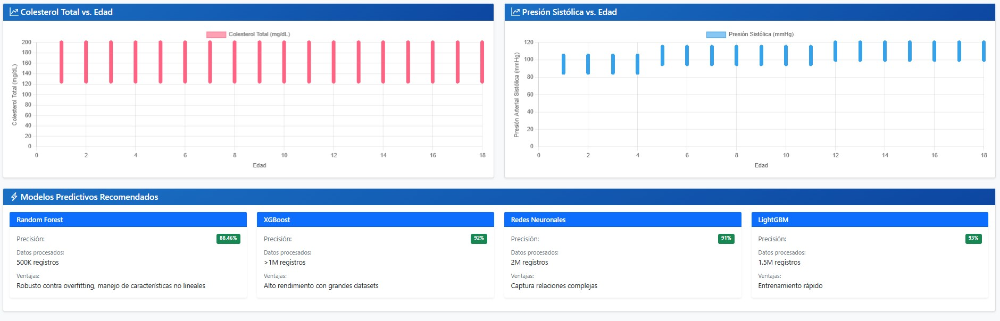 Colesterol Total vs. Edad
Colesterol Total (mg/dL)
Colesterol Total (mg/dL)
200
180
160
140
120
100
80
60
40
20
0
0 2 4 6 8 10 12 14 16 18
Edad
Presión Sistólica vs. Edad
Presión Sistólica (mmHg)
Presión Arterial Sistólica (mmHg)
120
100
80
60
40
20
0
0 2 4 6 8 10 12 14 16 18
Edad
Modelos Predictivos Recomendados
Random Forest
Precisión: 88.46%
Datos procesados:
500K registros
Ventajas:
Robusto contra overfitting, manejo de características no lineales
XGBoost
Precisión: 92%
Datos procesados:
>1M registros
Ventajas:
Alto rendimiento con grandes datasets
Redes Neuronales
Precisión: 91%
Datos procesados:
2M registros
Ventajas:
Captura relaciones complejas
LightGBM
Precisión: 93%
Datos procesados:
1.5M registros
Ventajas:
Entrenamiento rápido